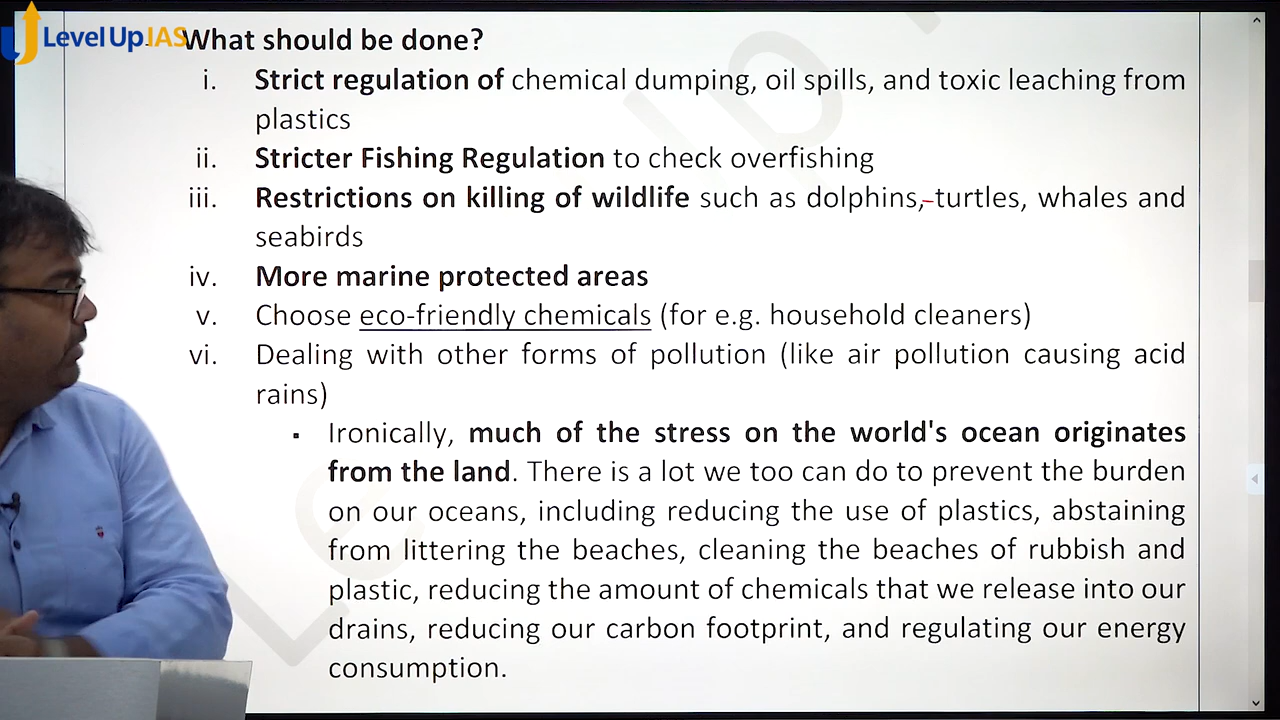 LevelUp IAS
What should be done?
i. Strict regulation of chemical dumping, oil spills, and toxic leaching from
plastics
ii. Stricter Fishing Regulation to check overfishing
iii. Restrictions on killing of wildlife such as dolphins, turtles, whales and
seabirds
iv. More marine protected areas
v. Choose eco-friendly chemicals (for e.g. household cleaners)
vi. Dealing with other forms of pollution (like air pollution causing acid
rains)
▪ Ironically, much of the stress on the world's ocean originates
from the land. There is a lot we too can do to prevent the burden
on our oceans, including reducing the use of plastics, abstaining
from littering the beaches, cleaning the beaches of rubbish and
plastic, reducing the amount of chemicals that we release into our
drains, reducing our carbon footprint, and regulating our energy
consumption.